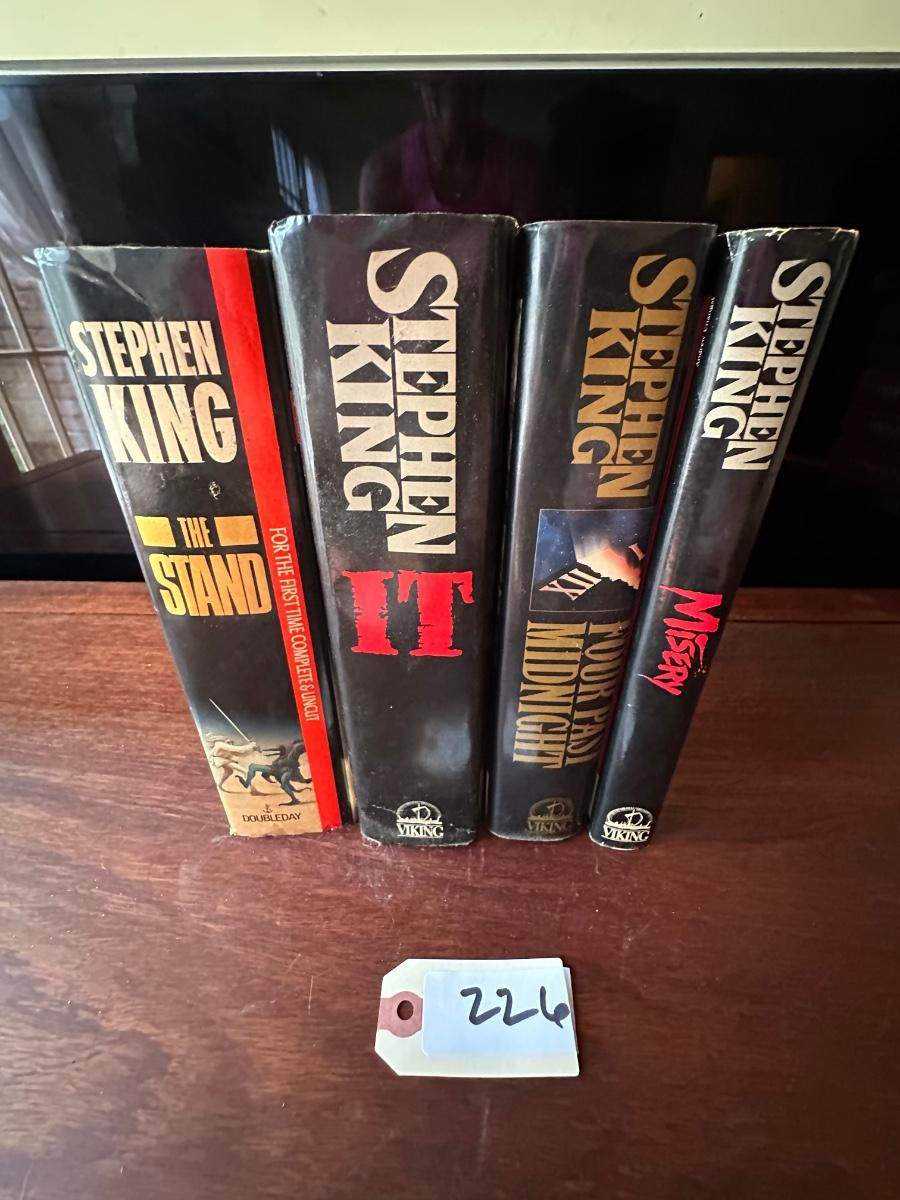 STEPHEN
KING
THE
STAND
FOR THE FIRST TIME COMPLETE & UNCUT
DOUBLEDAY
STEPHEN
KING
IT
VIKING
STEPHEN
KING
IIX
FOUR PAST
MIDNIGHT
VIKING
STEPHEN
KING
MISERY
VIKING
226